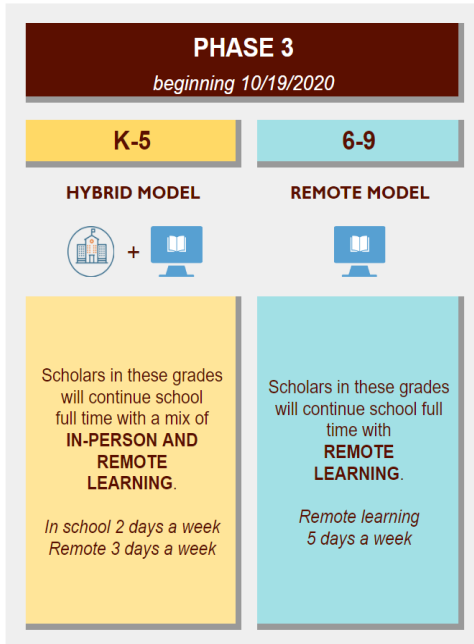 PHASE 3
beginning 10/19/2020
K-5
HYBRID MODEL
+
Scholars in these grades
will continue school
full time with a mix of
IN-PERSON AND
REMOTE
LEARNING.
In school 2 days a week
Remote 3 days a week
6-9
REMOTE MODEL
Scholars in these grades
will continue school full
time with
REMOTE
LEARNING.
Remote learning
5 days a week